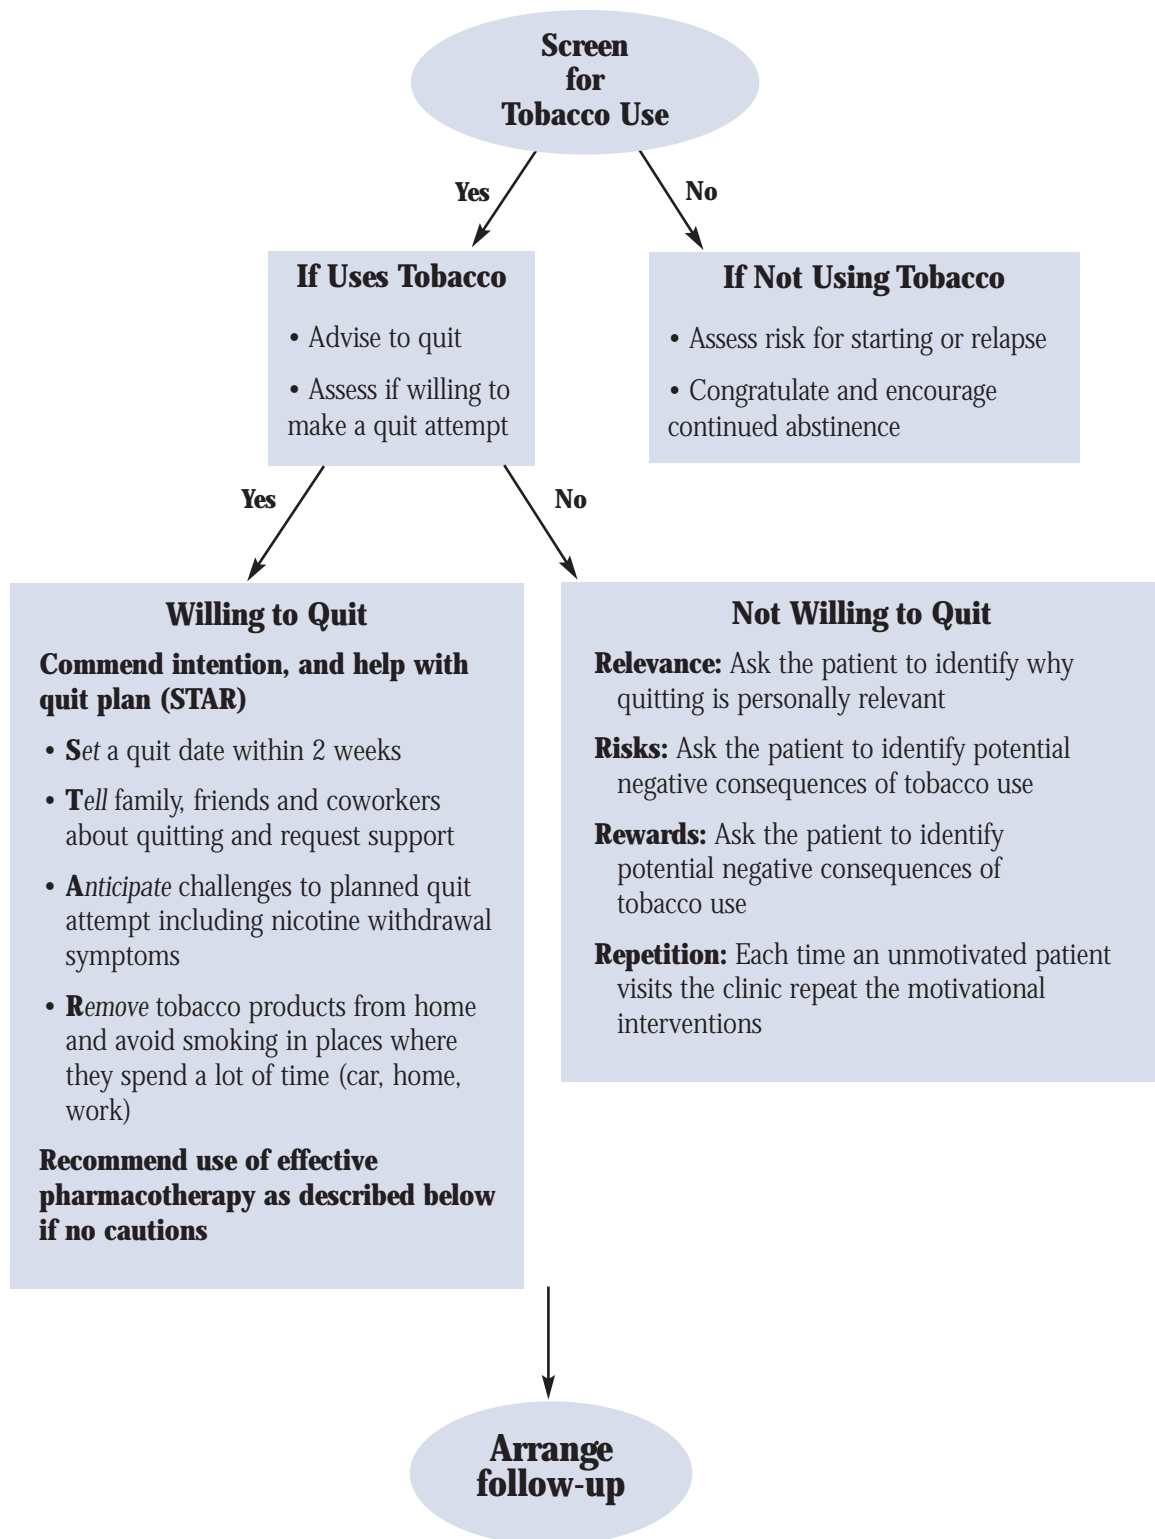 Screen
for
Tobacco Use
Yes
No
If Uses Tobacco
• Advise to quit
• Assess if willing to
make a quit attempt
If Not Using Tobacco
• Assess risk for starting or relapse
• Congratulate and encourage
continued abstinence
Yes
No
Willing to Quit
Commend intention, and help with
quit plan (STAR)
• Set a quit date within 2 weeks
• Tell family, friends and coworkers
about quitting and request support
• Anticipate challenges to planned quit
attempt including nicotine withdrawal
symptoms
• Remove tobacco products from home
and avoid smoking in places where
they spend a lot of time (car, home,
work)
Recommend use of effective
pharmacotherapy as described below
if no cautions
Not Willing to Quit
Relevance: Ask the patient to identify why
quitting is personally relevant
Risks: Ask the patient to identify potential
negative consequences of tobacco use
Rewards: Ask the patient to identify
potential negative consequences of
tobacco use
Repetition: Each time an unmotivated patient
visits the clinic repeat the motivational
interventions
Arrange
follow-up